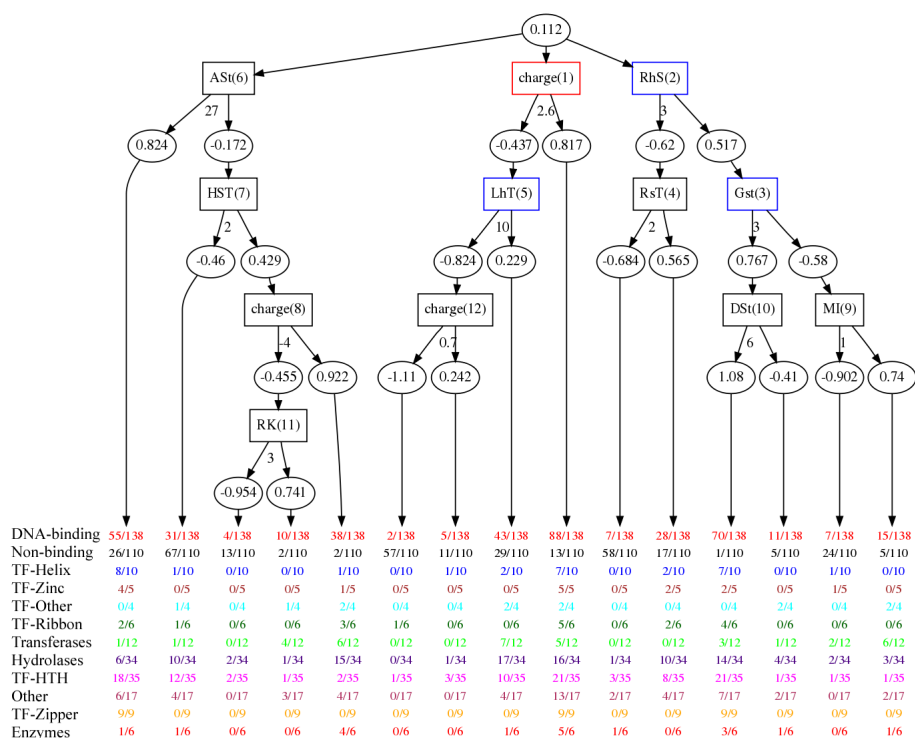 0.112
ASt(6) charge(1) RhS(2)
27 2.6 3
0.824 -0.172 -0.437 0.817 -0.62 0.517
HST(7) LhT(5) RsT(4) Gst(3)
2 10 2 3
-0.46 0.429 -0.824 0.229 -0.684 0.565 0.767 -0.58
charge(8) charge(12) DSt(10) MI(9)
-4 0.7 6 1
-0.455 0.922 -1.11 0.242 1.08 -0.41 -0.902 0.74
RK(11)
3
-0.954 0.741
DNA-binding 55/138 31/138 4/138 10/138 38/138 2/138 5/138 43/138 88/138 7/138 28/138 70/138 11/138 7/138 15/138
Non-binding 26/110 67/110 13/110 2/110 2/110 57/110 11/110 29/110 13/110 58/110 17/110 1/110 5/110 24/110 5/110
TF-Helix 8/10 1/10 0/10 0/10 1/10 0/10 1/10 2/10 7/10 0/10 2/10 7/10 0/10 1/10 0/10
TF-Zinc 4/5 0/5 0/5 0/5 1/5 0/5 0/5 0/5 5/5 0/5 2/5 2/5 0/5 1/5 0/5
TF-Other 0/4 1/4 0/4 1/4 2/4 0/4 0/4 2/4 2/4 0/4 0/4 0/4 2/4 0/4 2/4
TF-Ribbon 2/6 1/6 0/6 0/6 3/6 1/6 0/6 0/6 5/6 0/6 2/6 4/6 0/6 0/6 0/6
Transferases 1/12 1/12 0/12 4/12 6/12 0/12 0/12 7/12 5/12 0/12 0/12 3/12 1/12 2/12 6/12
Hydrolases 6/34 10/34 2/34 1/34 15/34 0/34 1/34 17/34 16/34 1/34 10/34 14/34 4/34 2/34 3/34
TF-HTH 18/35 12/35 2/35 1/35 2/35 1/35 3/35 10/35 21/35 3/35 8/35 21/35 1/35 1/35 1/35
Other 6/17 4/17 0/17 3/17 4/17 0/17 0/17 4/17 13/17 2/17 4/17 7/17 2/17 0/17 2/17
TF-Zipper 9/9 0/9 0/9 0/9 0/9 0/9 0/9 0/9 9/9 0/9 0/9 9/9 0/9 0/9 0/9
Enzymes 1/6 1/6 0/6 0/6 4/6 0/6 0/6 1/6 5/6 1/6 0/6 3/6 1/6 0/6 1/6